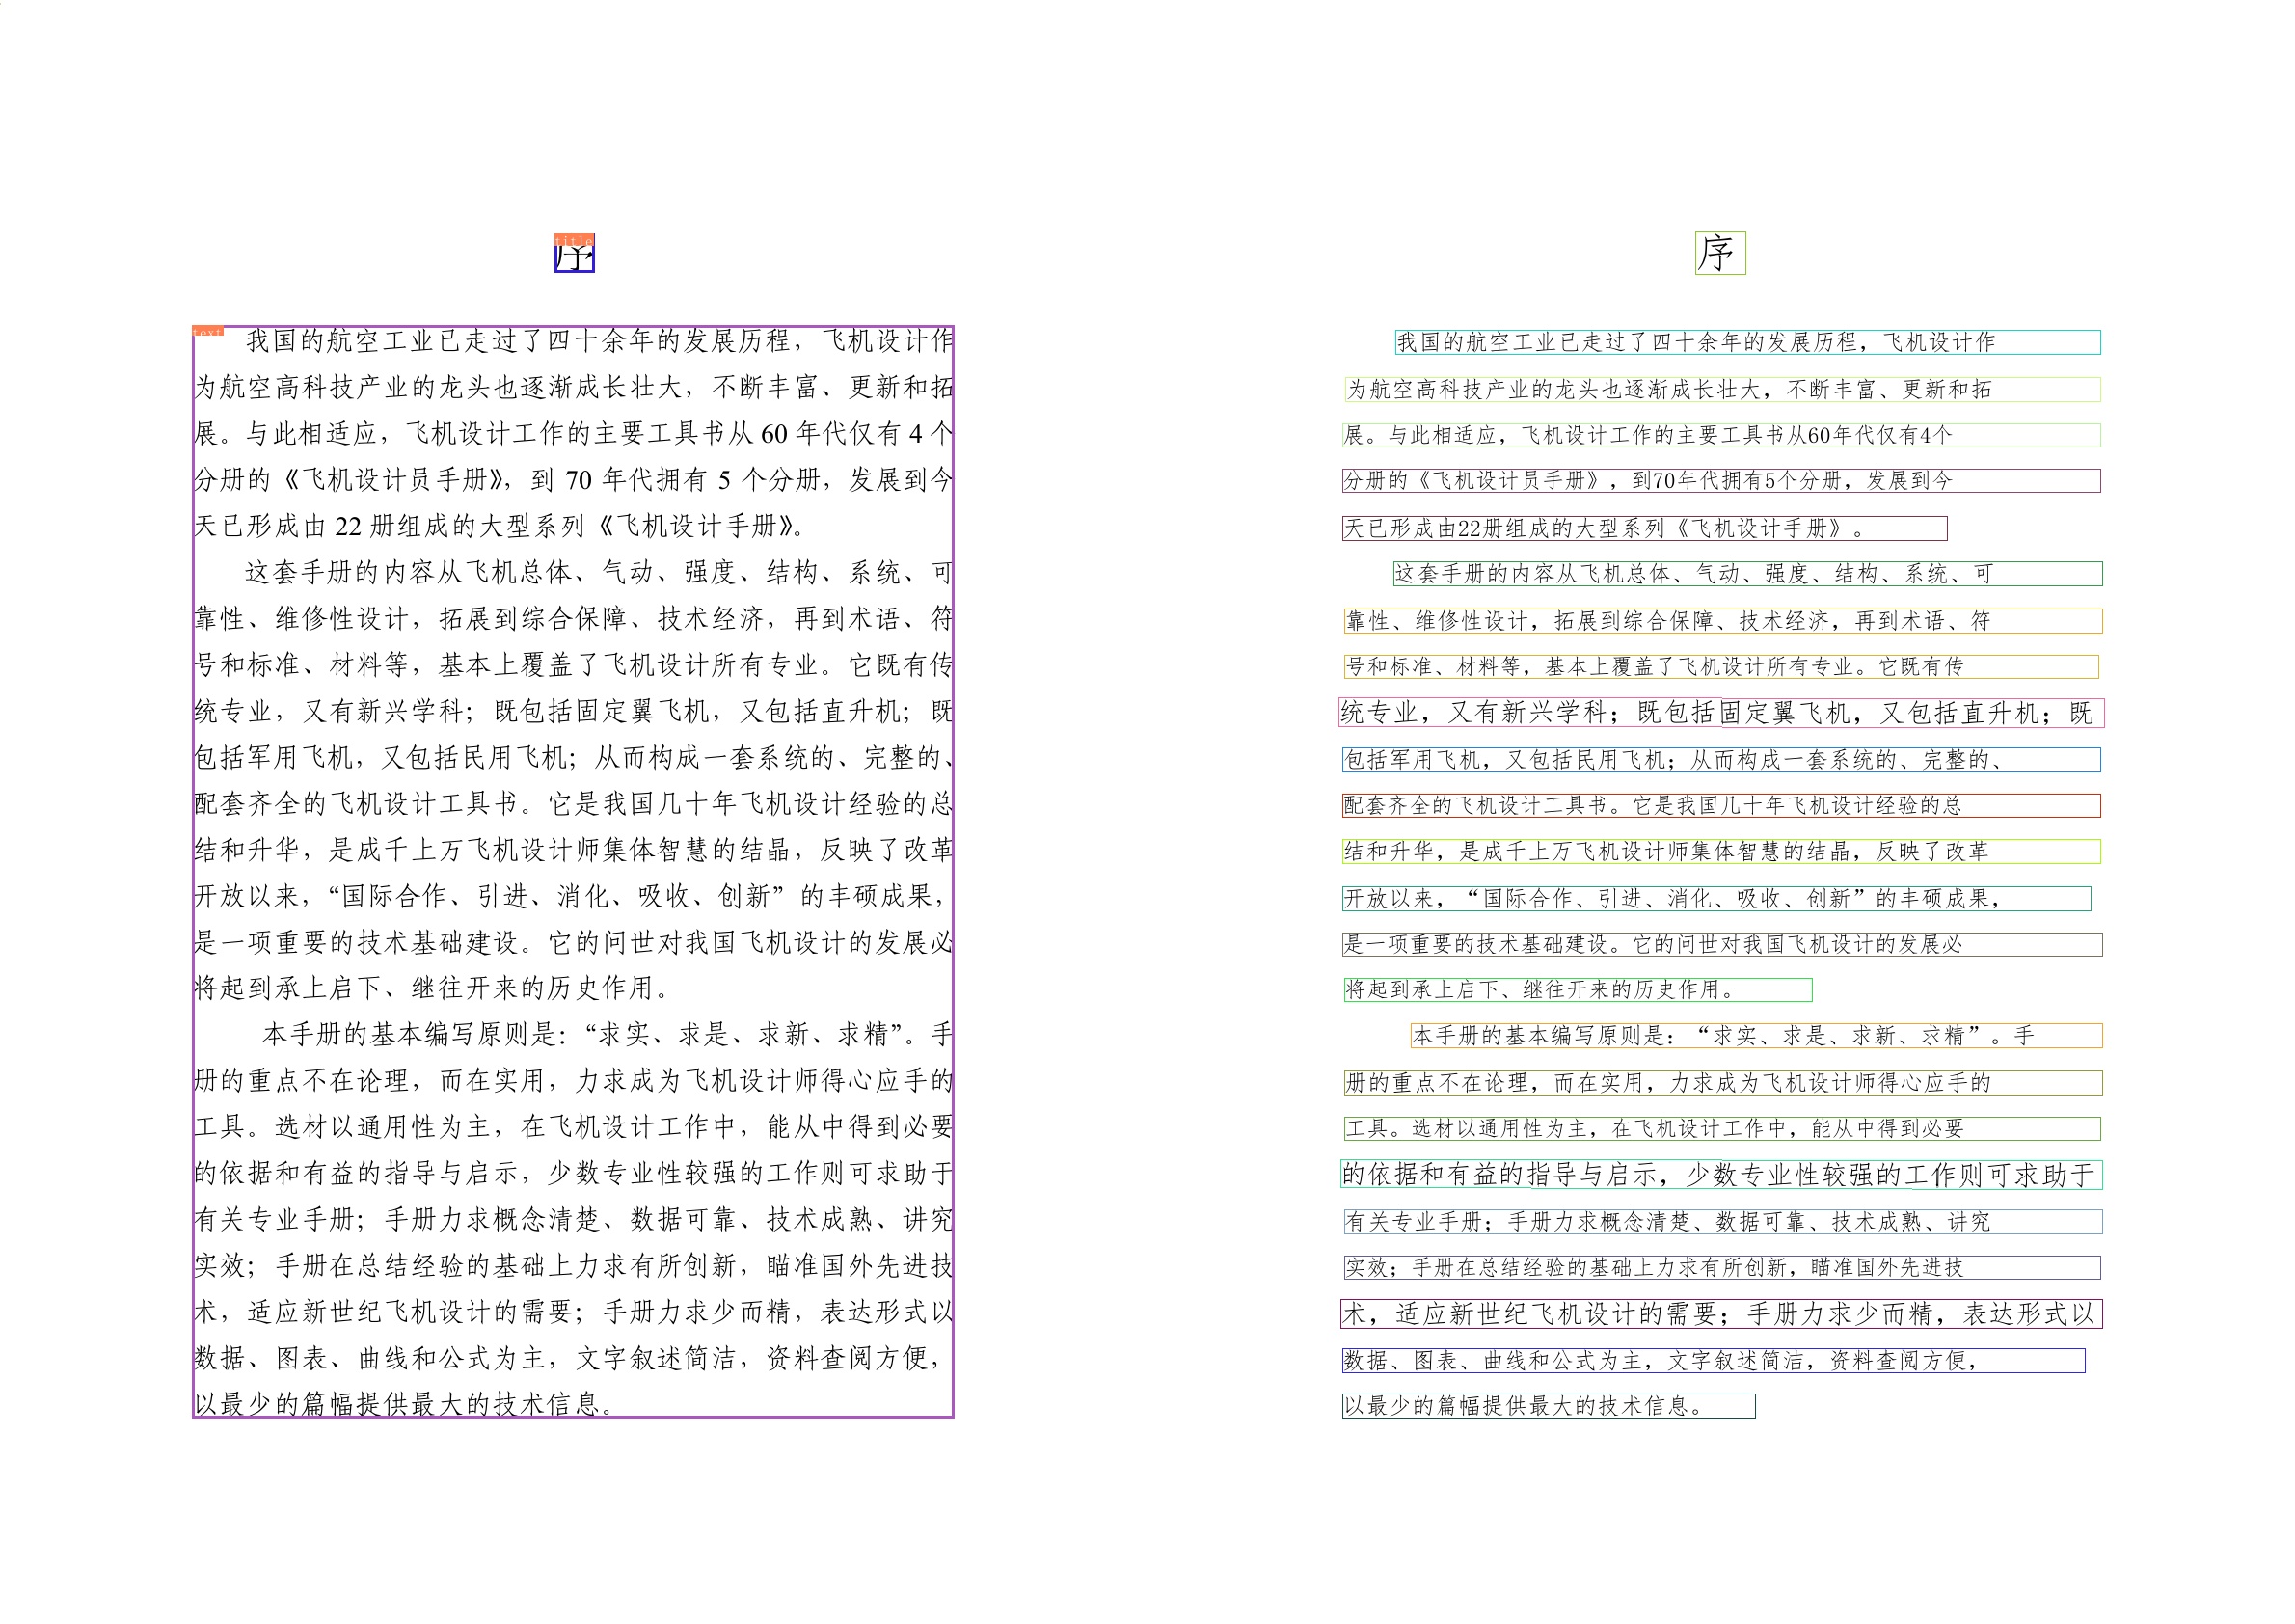 title
序
text
我国的航空工业已走过了四十余年的发展历程，飞机设计作
为航空高科技产业的龙头也逐渐成长壮大，不断丰富、更新和拓
展。与此相适应，飞机设计工作的主要工具书从 60 年代仅有 4 个
分册的《飞机设计员手册》，到 70 年代拥有 5 个分册，发展到今
天已形成由 22 册组成的大型系列《飞机设计手册》。
这套手册的内容从飞机总体、气动、强度、结构、系统、可
靠性、维修性设计，拓展到综合保障、技术经济，再到术语、符
号和标准、材料等，基本上覆盖了飞机设计所有专业。它既有传
统专业，又有新兴学科；既包括固定翼飞机，又包括直升机；既
包括军用飞机，又包括民用飞机；从而构成一套系统的、完整的、
配套齐全的飞机设计工具书。它是我国几十年飞机设计经验的总
结和升华，是成千上万飞机设计师集体智慧的结晶，反映了改革
开放以来，“国际合作、引进、消化、吸收、创新”的丰硕成果，
是一项重要的技术基础建设。它的问世对我国飞机设计的发展必
将起到承上启下、继往开来的历史作用。
本手册的基本编写原则是：“求实、求是、求新、求精”。手
册的重点不在论理，而在实用，力求成为飞机设计师得心应手的
工具。选材以通用性为主，在飞机设计工作中，能从中得到必要
的依据和有益的指导与启示，少数专业性较强的工作则可求助于
有关专业手册；手册力求概念清楚、数据可靠、技术成熟、讲究
实效；手册在总结经验的基础上力求有所创新，瞄准国外先进技
术，适应新世纪飞机设计的需要；手册力求少而精，表达形式以
数据、图表、曲线和公式为主，文字叙述简洁，资料查阅方便，
以最少的篇幅提供最大的技术信息。
序
我国的航空工业已走过了四十余年的发展历程，飞机设计作
为航空高科技产业的龙头也逐渐成长壮大，不断丰富、更新和拓
展。与此相适应，飞机设计工作的主要工具书从60年代仅有4个
分册的《飞机设计员手册》，到70年代拥有5个分册，发展到今
天已形成由22册组成的大型系列《飞机设计手册》。
这套手册的内容从飞机总体、气动、强度、结构、系统、可
靠性、维修性设计，拓展到综合保障、技术经济，再到术语、符
号和标准、材料等，基本上覆盖了飞机设计所有专业。它既有传
统专业，又有新兴学科；既包括固定翼飞机，又包括直升机；既
包括军用飞机，又包括民用飞机；从而构成一套系统的、完整的、
配套齐全的飞机设计工具书。它是我国几十年飞机设计经验的总
结和升华，是成千上万飞机设计师集体智慧的结晶，反映了改革
开放以来，“国际合作、引进、消化、吸收、创新”的丰硕成果，
是一项重要的技术基础建设。它的问世对我国飞机设计的发展必
将起到承上启下、继往开来的历史作用。
本手册的基本编写原则是：“求实、求是、求新、求精”。手
册的重点不在论理，而在实用，力求成为飞机设计师得心应手的
工具。选材以通用性为主，在飞机设计工作中，能从中得到必要
的依据和有益的指导与启示，少数专业性较强的工作则可求助于
有关专业手册；手册力求概念清楚、数据可靠、技术成熟、讲究
实效；手册在总结经验的基础上力求有所创新，瞄准国外先进技
术，适应新世纪飞机设计的需要；手册力求少而精，表达形式以
数据、图表、曲线和公式为主，文字叙述简洁，资料查阅方便，
以最少的篇幅提供最大的技术信息。